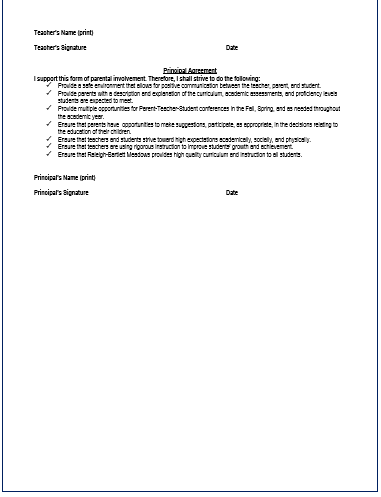 Teacher's Name (print)
Teacher's Signature Date
Principal Agreement
I support this form of parental involvement. Therefore, I shall strive to do the following:
✓ Provide a safe environment that allows for positive communication between the teacher, parent, and student.
✓ Provide parents with a description and explanation of the curriculum, academic assessments, and proficiency levels
students are expected to meet.
✓ Provide multiple opportunities for Parent-Teacher-Student conferences in the Fall, Spring, and as needed throughout
the academic year.
✓ Ensure that parents have opportunities to make suggestions, participate, as appropriate, in the decisions relating to
the education of their children.
✓ Ensure that teachers and students strive toward high expectations academically, socially, and physically.
✓ Ensure that teachers are using rigorous instruction to improve students' growth and achievement.
✓ Ensure that Raleigh-Bartlett Meadows provides high quality curriculum and instruction to all students.
Principal's Name (print)
Principal's Signature Date